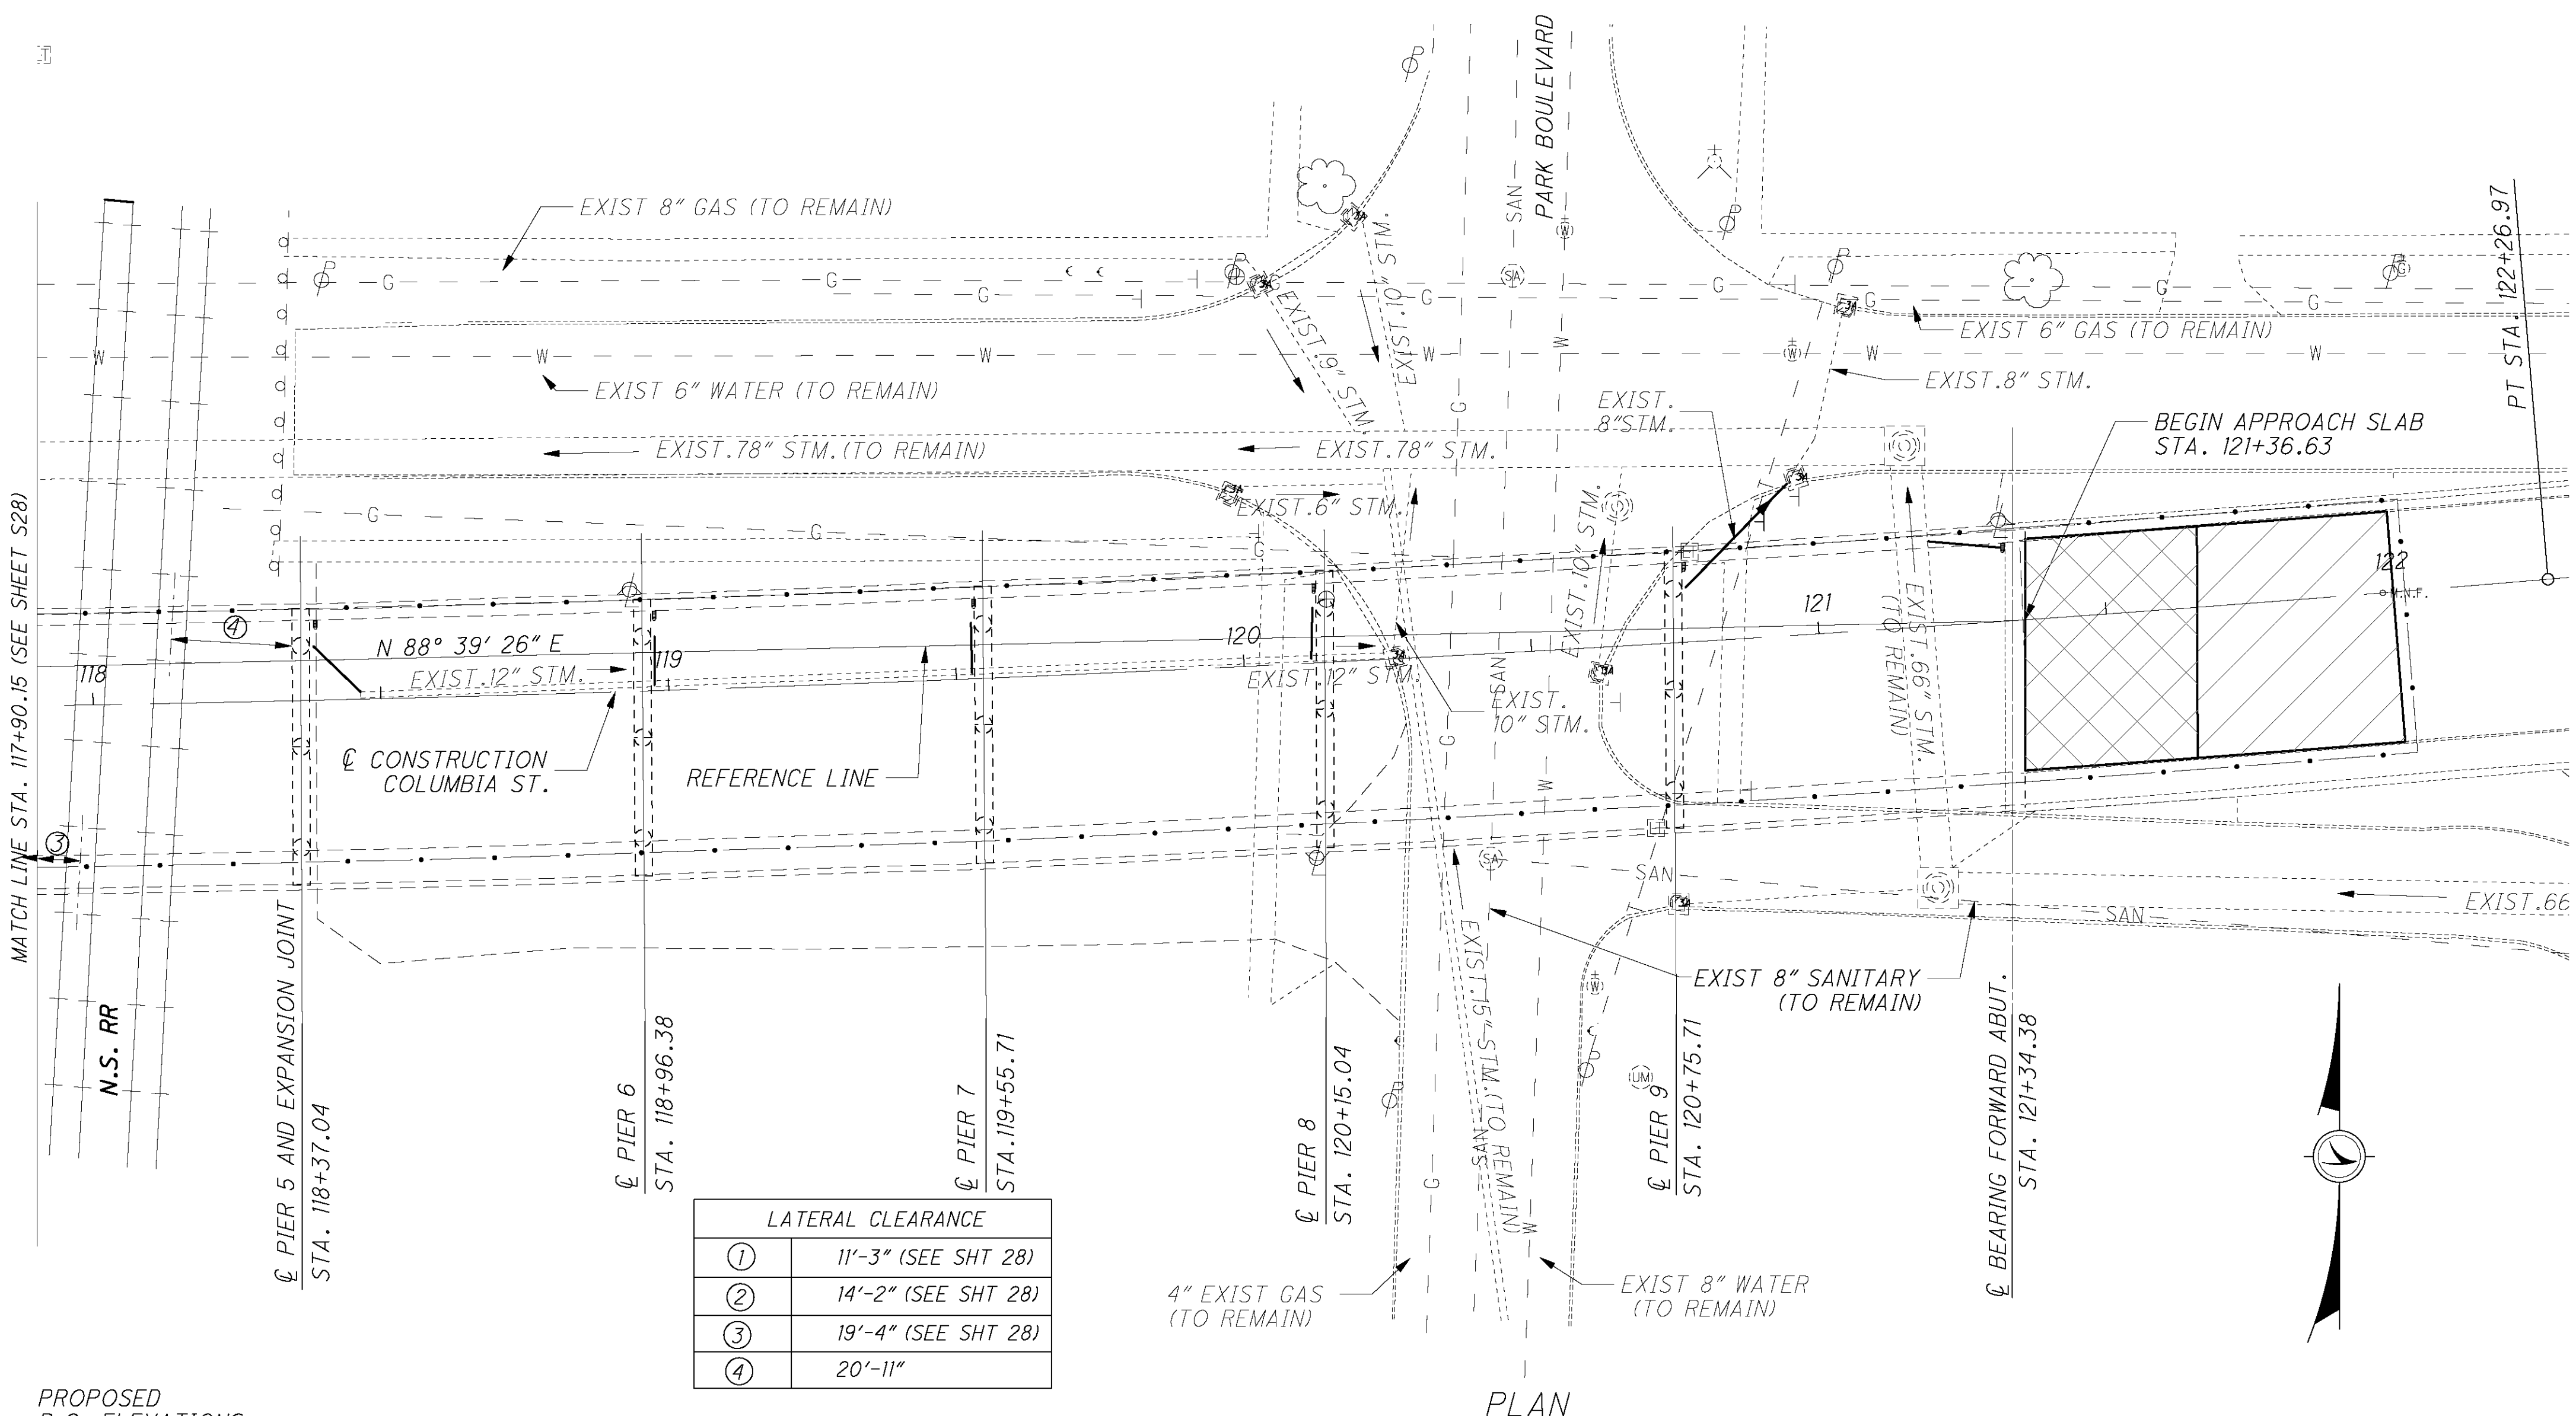 PARK BOULEVARD
SAN
EXIST 8" GAS (TO REMAIN)
EXIST. 10" STM.
EXIST. 19" STM.
PT STA. 122+26.97
EXIST 6" GAS (TO REMAIN)
EXIST 6" WATER (TO REMAIN)
EXIST. 8" STM.
EXIST.
8" STM.
BEGIN APPROACH SLAB
STA. 121+36.63
EXIST. 78" STM. (TO REMAIN)
EXIST. 78" STM.
EXIST. 6" STM.
EXIST. 10" STM.
EXIST. 66" STM.
(TO REMAIN)
MATCH LINE STA. 117+90.15 (SEE SHEET S28)
4
N 88° 39' 26" E
EXIST. 12" STM.
118
119
120
121
122
M.N.F.
EXIST. 12" STM.
EXIST.
10" STM.
SAN
℄ CONSTRUCTION
COLUMBIA ST.
REFERENCE LINE
3
SAN
SAN
EXIST. 66
EXIST 8" SANITARY
(TO REMAIN)
EXIST. 15" STM. (TO REMAIN)
SAN
N.S. RR
℄ PIER 5 AND EXPANSION JOINT
STA. 118+37.04
℄ PIER 6
STA. 118+96.38
℄ PIER 7
STA. 119+55.71
℄ PIER 8
STA. 120+15.04
℄ PIER 9
STA. 120+75.71
℄ BEARING FORWARD ABUT.
STA. 121+34.38
LATERAL CLEARANCE
1 11'-3" (SEE SHT 28)
2 14'-2" (SEE SHT 28)
3 19'-4" (SEE SHT 28)
4 20'-11"
4" EXIST GAS
(TO REMAIN)
EXIST 8" WATER
(TO REMAIN)
PLAN
PROPOSED